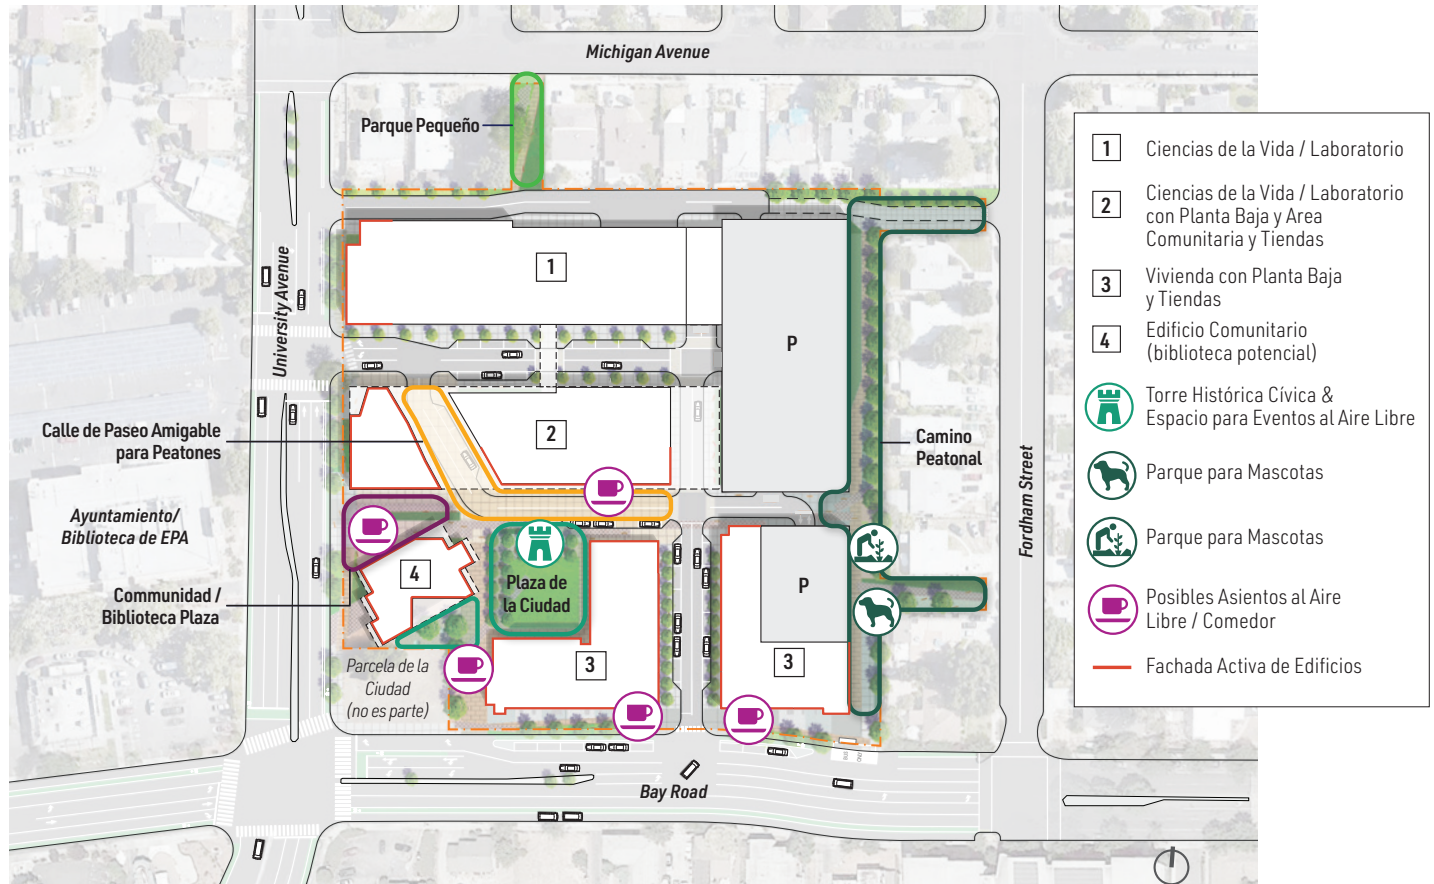 Michigan Avenue
Parque Pequeño
University Avenue
1
P
2
Calle de Paseo Amigable
para Peatones
Camino
Peatonal
Fordham Street
Ayuntamiento/
Biblioteca de EPA
4
Plaza de
la Ciudad
P
Communidad /
Biblioteca Plaza
3
3
Parcela de la
Ciudad
(no es parte)
Bay Road
1 Ciencias de la Vida / Laboratorio
2 Ciencias de la Vida / Laboratorio
con Planta Baja y Area
Comunitaria y Tiendas
3 Vivienda con Planta Baja
y Tiendas
4 Edificio Comunitario
(biblioteca potencial)
Torre Histórica Cívica &
Espacio para Eventos al Aire Libre
Parque para Mascotas
Parque para Mascotas
Posibles Asientos al Aire
Libre / Comedor
Fachada Activa de Edificios